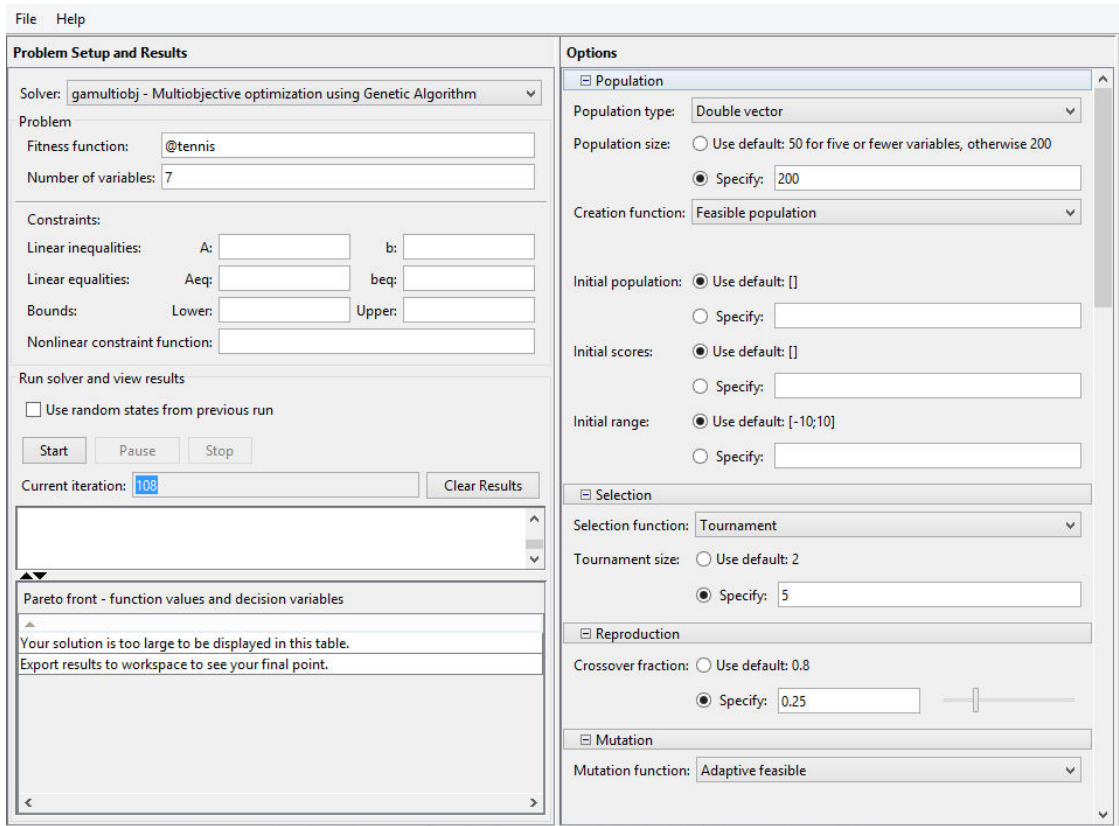 File Help
Problem Setup and Results
Solver: gamultiobj - Multiobjective optimization using Genetic Algorithm
Problem
Fitness function: @tennis
Number of variables: 7
Constraints:
Linear inequalities: A: b:
Linear equalities: Aeq: beq:
Bounds: Lower: Upper:
Nonlinear constraint function:
Run solver and view results
Use random states from previous run
Start Pause Stop
Current iteration: 108 Clear Results
Pareto front - function values and decision variables
Your solution is too large to be displayed in this table.
Export results to workspace to see your final point.
Options
Population
Population type: Double vector
Population size: Use default: 50 for five or fewer variables, otherwise 200
Specify: 200
Creation function: Feasible population
Initial population: Use default: []
Specify:
Initial scores: Use default: []
Specify:
Initial range: Use default: [-10;10]
Specify:
Selection
Selection function: Tournament
Tournament size: Use default: 2
Specify: 5
Reproduction
Crossover fraction: Use default: 0.8
Specify: 0.25
Mutation
Mutation function: Adaptive feasible